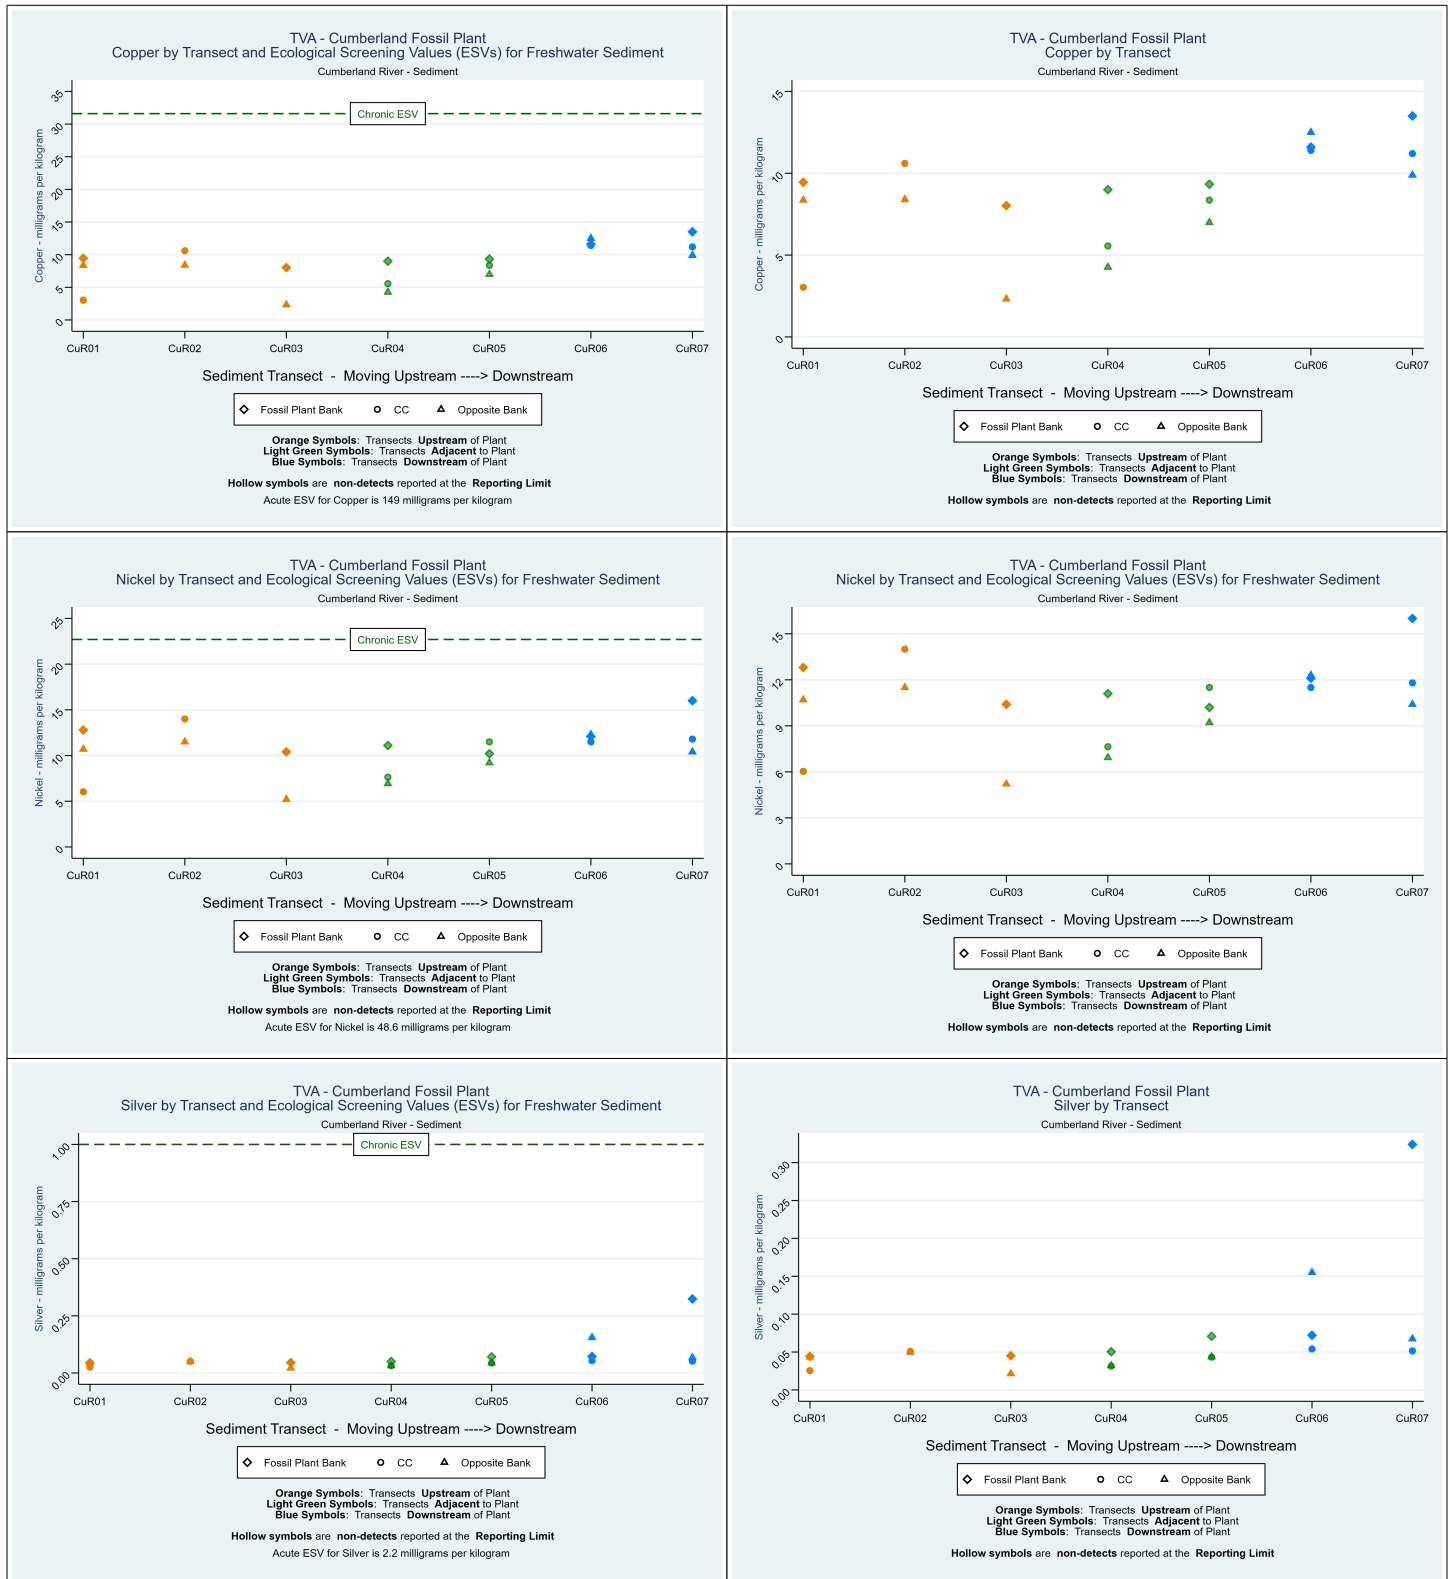 TVA - Cumberland Fossil Plant
Copper by Transect and Ecological Screening Values (ESVs) for Freshwater Sediment
Cumberland River - Sediment
Copper - milligrams per kilogram
35
30
25
20
15
10
5
0
Chronic ESV
CuR01 CuR02 CuR03 CuR04 CuR05 CuR06 CuR07
Sediment Transect - Moving Upstream ----> Downstream
Fossil Plant Bank CC Opposite Bank
Orange Symbols: Transects Upstream of Plant
Light Green Symbols: Transects Adjacent to Plant
Blue Symbols: Transects Downstream of Plant
Hollow symbols are non-detects reported at the Reporting Limit
Acute ESV for Copper is 149 milligrams per kilogram
TVA - Cumberland Fossil Plant
Copper by Transect
Cumberland River - Sediment
Copper - milligrams per kilogram
15
10
5
0
CuR01 CuR02 CuR03 CuR04 CuR05 CuR06 CuR07
Sediment Transect - Moving Upstream ----> Downstream
Fossil Plant Bank CC Opposite Bank
Orange Symbols: Transects Upstream of Plant
Light Green Symbols: Transects Adjacent to Plant
Blue Symbols: Transects Downstream of Plant
Hollow symbols are non-detects reported at the Reporting Limit
TVA - Cumberland Fossil Plant
Nickel by Transect and Ecological Screening Values (ESVs) for Freshwater Sediment
Cumberland River - Sediment
Nickel - milligrams per kilogram
25
20
15
10
5
0
Chronic ESV
CuR01 CuR02 CuR03 CuR04 CuR05 CuR06 CuR07
Sediment Transect - Moving Upstream ----> Downstream
Fossil Plant Bank CC Opposite Bank
Orange Symbols: Transects Upstream of Plant
Light Green Symbols: Transects Adjacent to Plant
Blue Symbols: Transects Downstream of Plant
Hollow symbols are non-detects reported at the Reporting Limit
Acute ESV for Nickel is 48.6 milligrams per kilogram
TVA - Cumberland Fossil Plant
Nickel by Transect and Ecological Screening Values (ESVs) for Freshwater Sediment
Cumberland River - Sediment
Nickel - milligrams per kilogram
15
12
9
6
3
0
CuR01 CuR02 CuR03 CuR04 CuR05 CuR06 CuR07
Sediment Transect - Moving Upstream ----> Downstream
Fossil Plant Bank CC Opposite Bank
Orange Symbols: Transects Upstream of Plant
Light Green Symbols: Transects Adjacent to Plant
Blue Symbols: Transects Downstream of Plant
Hollow symbols are non-detects reported at the Reporting Limit
TVA - Cumberland Fossil Plant
Silver by Transect and Ecological Screening Values (ESVs) for Freshwater Sediment
Cumberland River - Sediment
Silver - milligrams per kilogram
1.00
0.75
0.50
0.25
0.00
Chronic ESV
CuR01 CuR02 CuR03 CuR04 CuR05 CuR06 CuR07
Sediment Transect - Moving Upstream ----> Downstream
Fossil Plant Bank CC Opposite Bank
Orange Symbols: Transects Upstream of Plant
Light Green Symbols: Transects Adjacent to Plant
Blue Symbols: Transects Downstream of Plant
Hollow symbols are non-detects reported at the Reporting Limit
Acute ESV for Silver is 2.2 milligrams per kilogram
TVA - Cumberland Fossil Plant
Silver by Transect
Cumberland River - Sediment
Silver - milligrams per kilogram
0.30
0.25
0.20
0.15
0.10
0.05
0.00
CuR01 CuR02 CuR03 CuR04 CuR05 CuR06 CuR07
Sediment Transect - Moving Upstream ----> Downstream
Fossil Plant Bank CC Opposite Bank
Orange Symbols: Transects Upstream of Plant
Light Green Symbols: Transects Adjacent to Plant
Blue Symbols: Transects Downstream of Plant
Hollow symbols are non-detects reported at the Reporting Limit